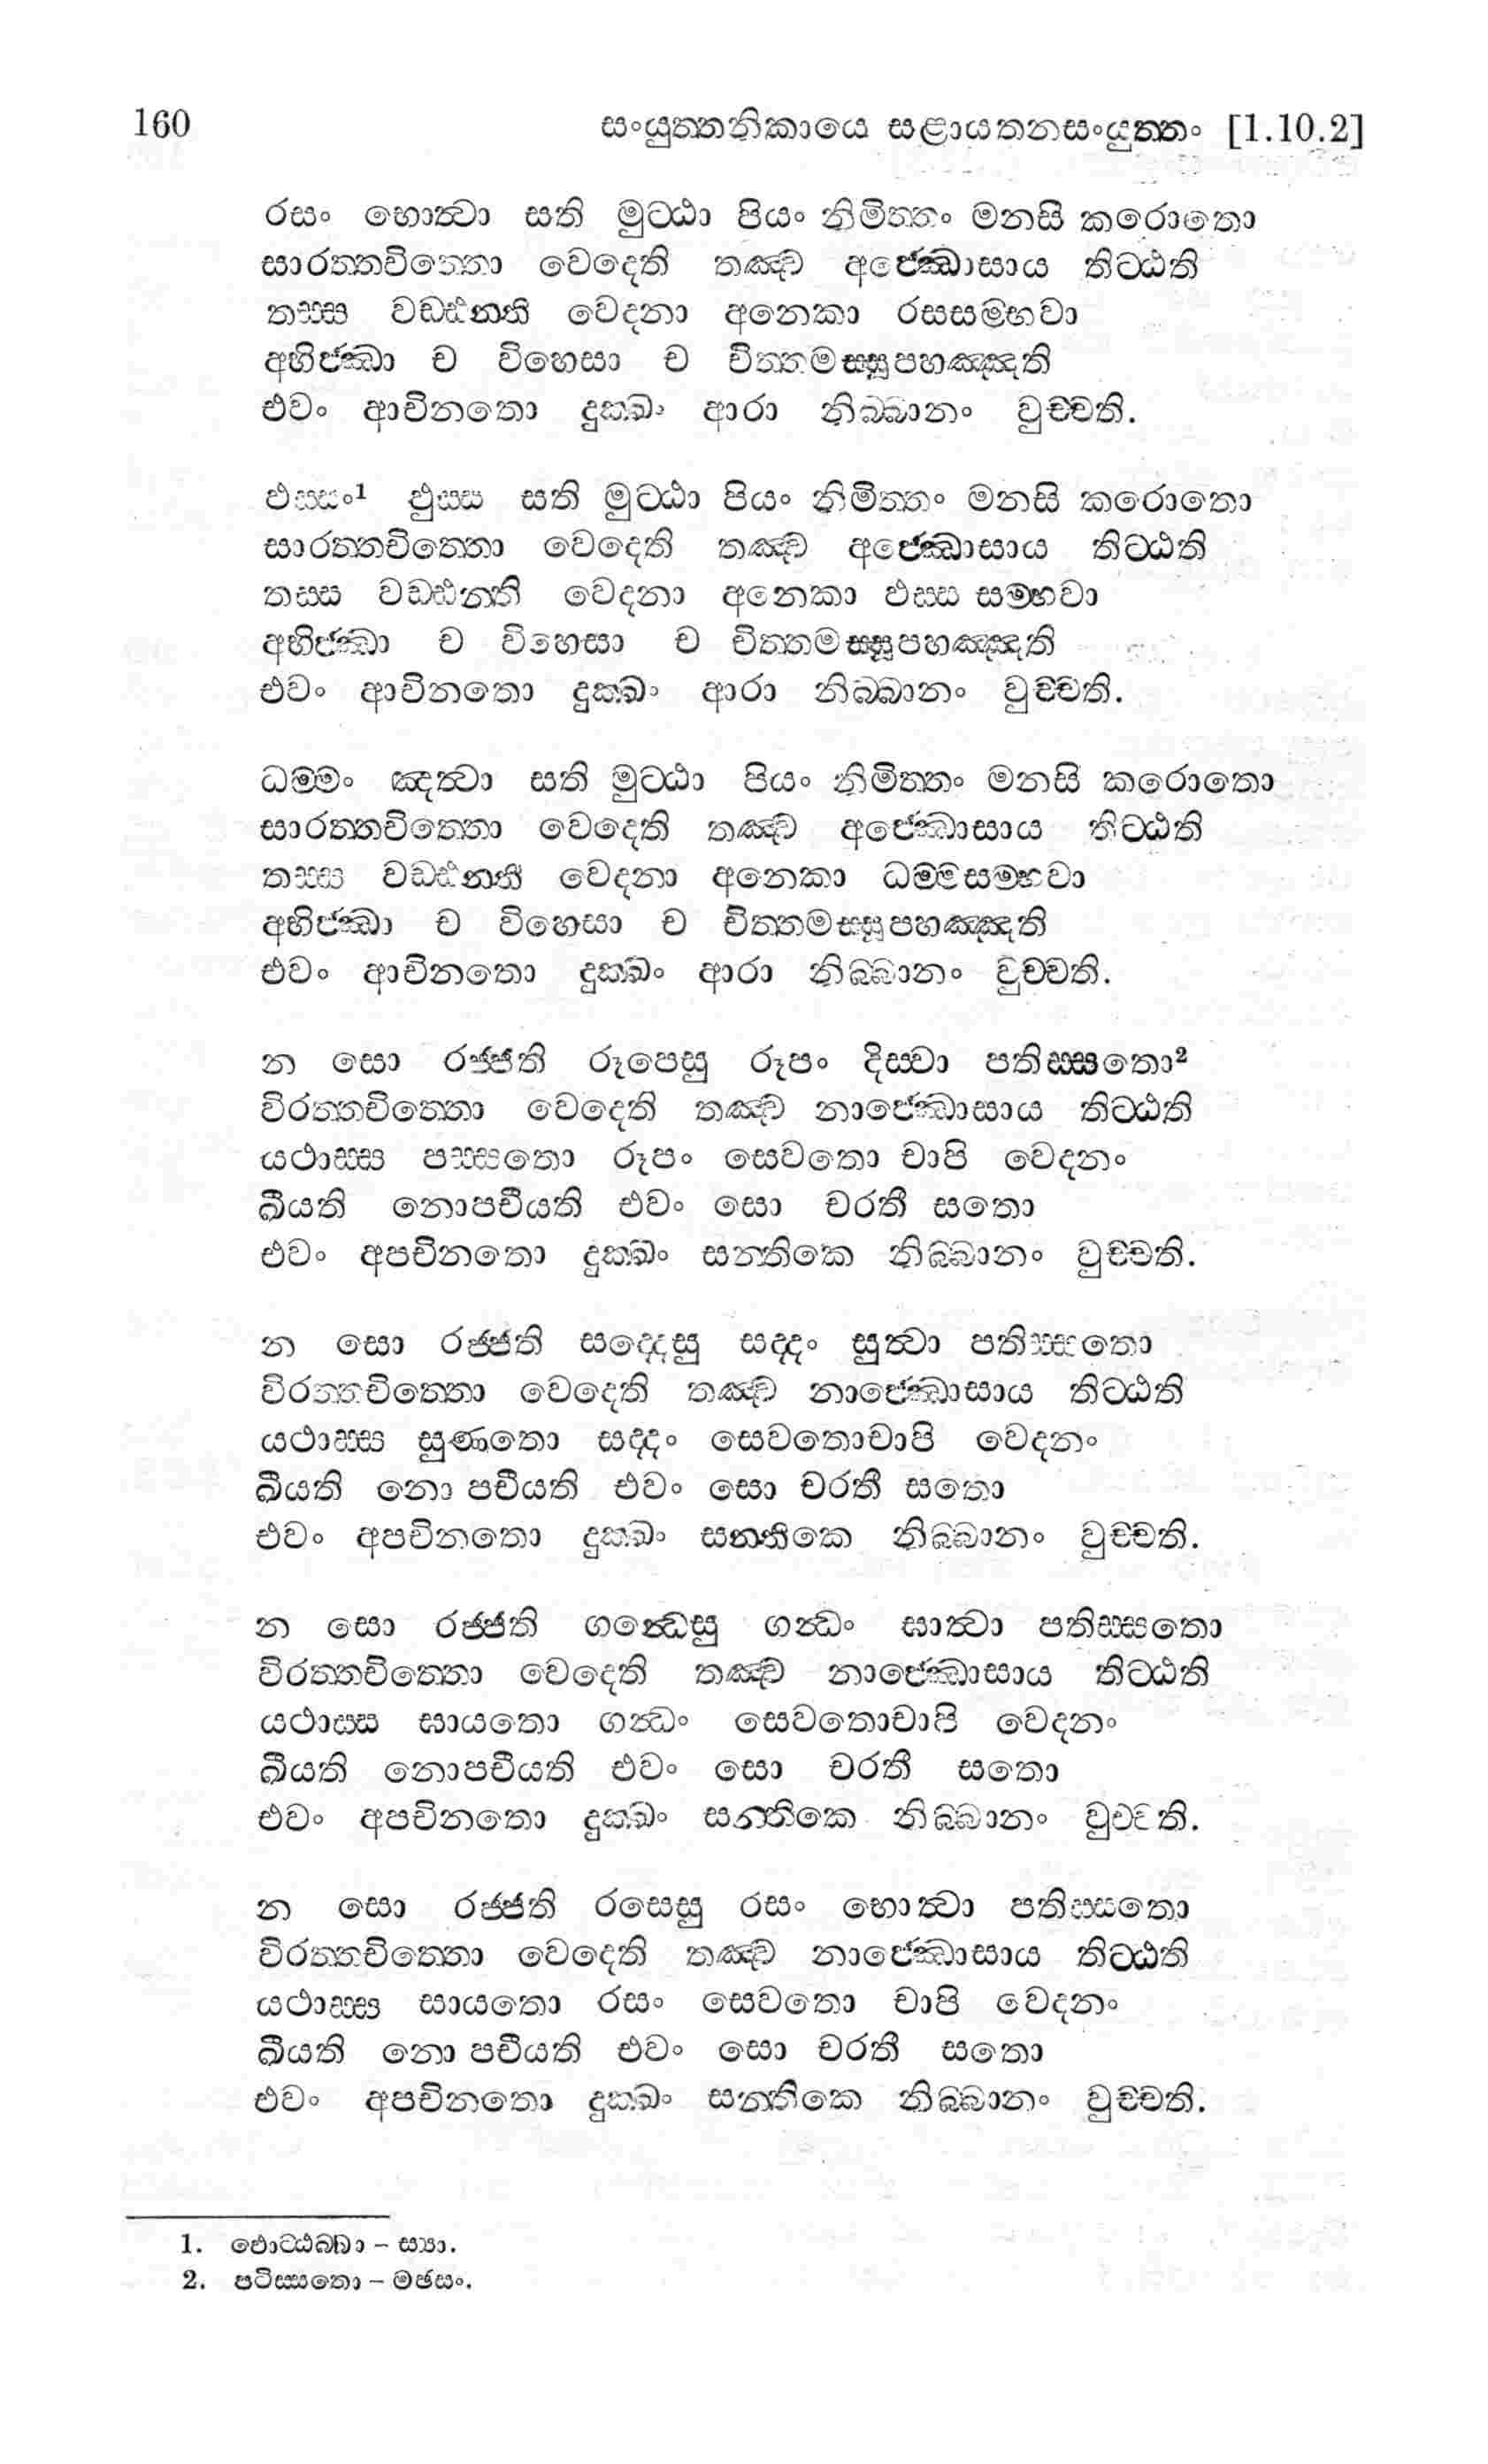 160 සංයුත්තනිකායෙ සළායතනසංයුත්තං [1.10.2]
රසං භොත්වා සති මුට්ඨා පියං නිමිත්තං මනසි කරොතො
සාරත්තචිත්තො වෙදෙති තඤ්ච අජ්ඣොසාය තිට්ඨති
තස්ස වඩ්ඪන්ති වෙදනා අනෙකා රසසම්භවා
අභිජ්ඣා ච විහෙසා ච චිත්තමස්සූපහඤ්ඤති
එවං ආචිනතො දුක්ඛං ආරා නිබ්බානං වුච්චති.
ඵස්සං¹ ඵුස්ස සති මුට්ඨා පියං නිමිත්තං මනසි කරොතො
සාරත්තචිත්තො වෙදෙති තඤ්ච අජ්ඣොසාය තිට්ඨති
තස්ස වඩ්ඪන්ති වෙදනා අනෙකා ඵස්ස සම්භවා
අභිජ්ඣා ච විහෙසා ච චිත්තමස්සූපහඤ්ඤති
එවං ආචිනතො දුක්ඛං ආරා නිබ්බානං වුච්චති.
ධම්මං ඤත්වා සති මුට්ඨා පියං නිමිත්තං මනසි කරොතො
සාරත්තචිත්තො වෙදෙති තඤ්ච අජ්ඣොසාය තිට්ඨති
තස්ස වඩ්ඪන්ති වෙදනා අනෙකා ධම්මසම්භවා
අභිජ්ඣා ච විහෙසා ච චිත්තමස්සූපහඤ්ඤති
එවං ආචිනතො දුක්ඛං ආරා නිබ්බානං වුච්චති.
න සො රජ්ජති රූපෙසු රූපං දිස්වා පතිස්සතො²
විරත්තචිත්තො වෙදෙති තඤ්ච නාජ්ඣොසාය තිට්ඨති
යථාස්ස පස්සතො රූපං සෙවතො චාපි වෙදනං
ඛීයති නොපචීයති එවං සො චරතී සතො
එවං අපචිනතො දුක්ඛං සන්තිකෙ නිබ්බානං වුච්චති.
න සො රජ්ජති සද්දෙසු සද්දං සුත්වා පතිස්සතො
විරත්තචිත්තො වෙදෙති තඤ්ච නාජ්ඣොසාය තිට්ඨති
යථාස්ස සුණතො සද්දං සෙවතොචාපි වෙදනං
ඛීයති නො පචීයති එවං සො චරතී සතො
එවං අපචිනතො දුක්ඛං සන්තිකෙ නිබ්බානං වුච්චති.
න සො රජ්ජති ගන්ධෙසු ගන්ධං ඝාත්වා පතිස්සතො
විරත්තචිත්තො වෙදෙති තඤ්ච නාජ්ඣොසාය තිට්ඨති
යථාස්ස ඝායතො ගන්ධං සෙවතොචාපි වෙදනං
ඛීයති නොපචීයති එවං සො චරතී සතො
එවං අපචිනතො දුක්ඛං සන්තිකෙ නිබ්බානං වුච්චති.
න සො රජ්ජති රසෙසු රසං භොත්වා පතිස්සතො
විරත්තචිත්තො වෙදෙති තඤ්ච නාජ්ඣොසාය තිට්ඨති
යථාස්ස සායතො රසං සෙවතො චාපි වෙදනං
ඛීයති නො පචීයති එවං සො චරතී සතො
එවං අපචිනතො දුක්ඛං සන්තිකෙ නිබ්බානං වුච්චති.
1. ඵොට්ඨබ්බා – ස්‍යා.
2. පටිස්සතො – මඡසං.